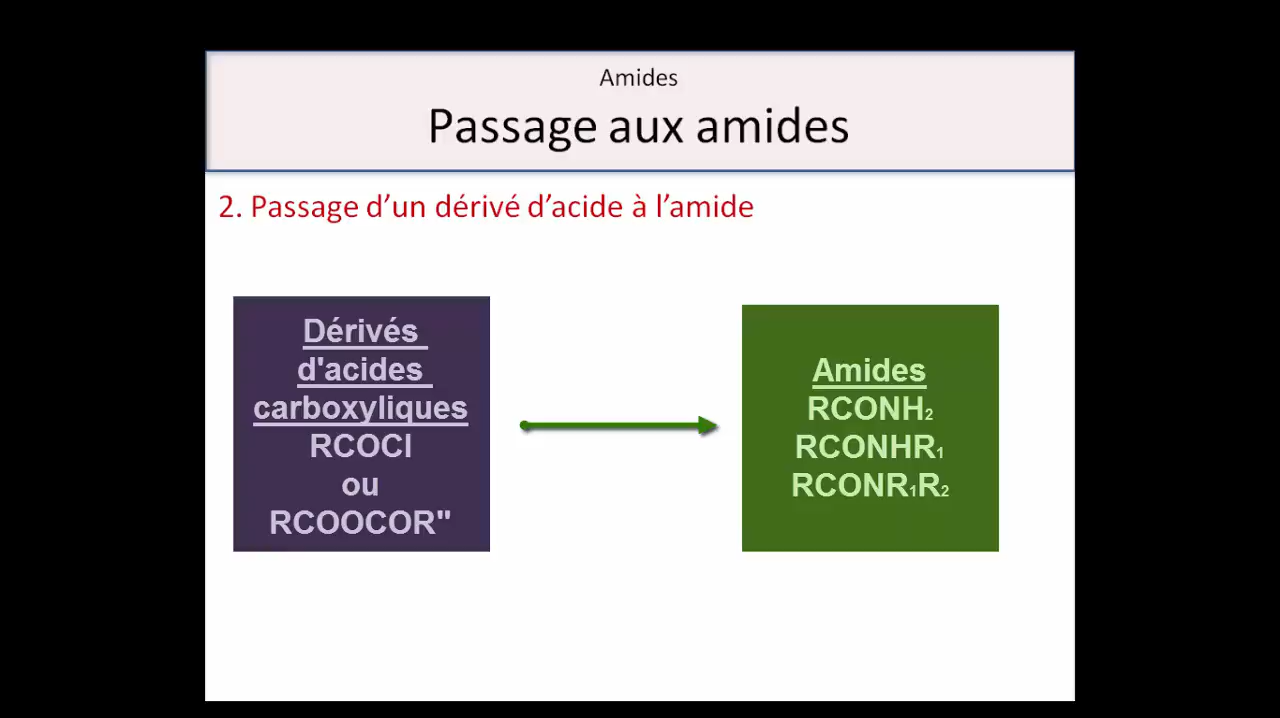 Amides
Passage aux amides
2. Passage d’un dérivé d’acide à l’amide
Dérivés
d'acides
carboxyliques
RCOCl
ou
RCOOCOR"
Amides
RCONH₂
RCONHR₁
RCONR₁R₂